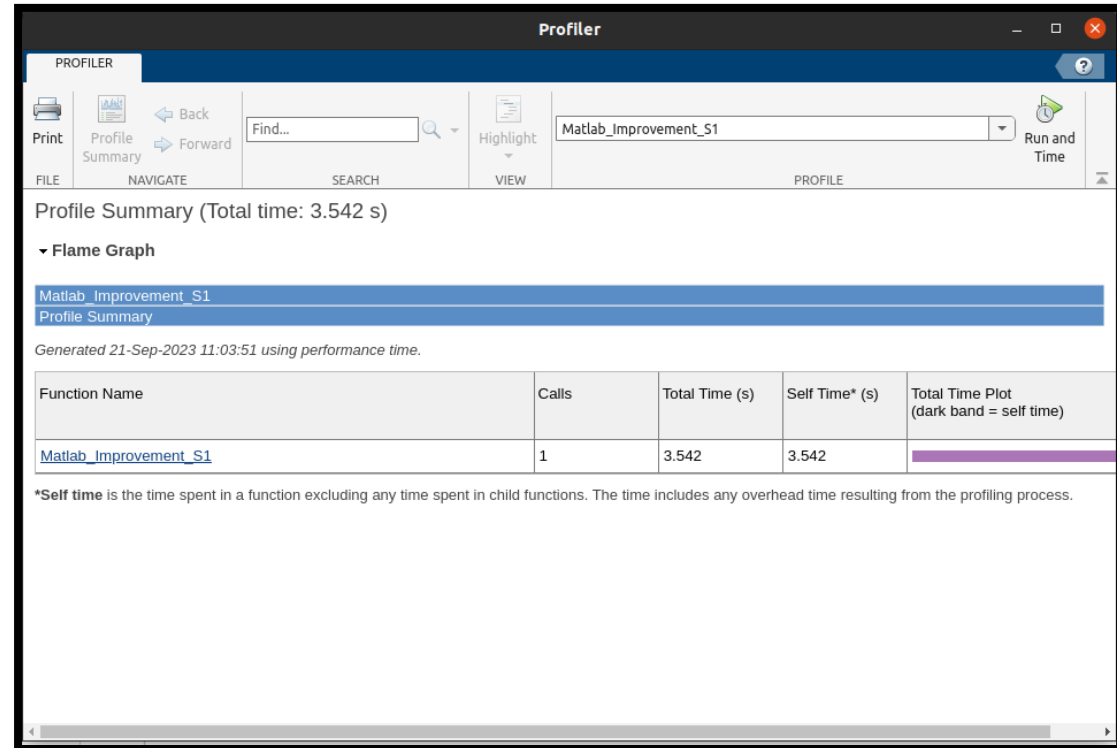 Profiler
PROFILER
?
Print
Profile
Summary
Back
Forward
Find...
Highlight
Matlab_Improvement_S1
Run and
Time
FILE
NAVIGATE
SEARCH
VIEW
PROFILE
Profile Summary (Total time: 3.542 s)
Flame Graph
Matlab_Improvement_S1
Profile Summary
Generated 21-Sep-2023 11:03:51 using performance time.
Function Name Calls Total Time (s) Self Time* (s) Total Time Plot
(dark band = self time)
Matlab_Improvement_S1 1 3.542 3.542
*Self time is the time spent in a function excluding any time spent in child functions. The time includes any overhead time resulting from the profiling process.